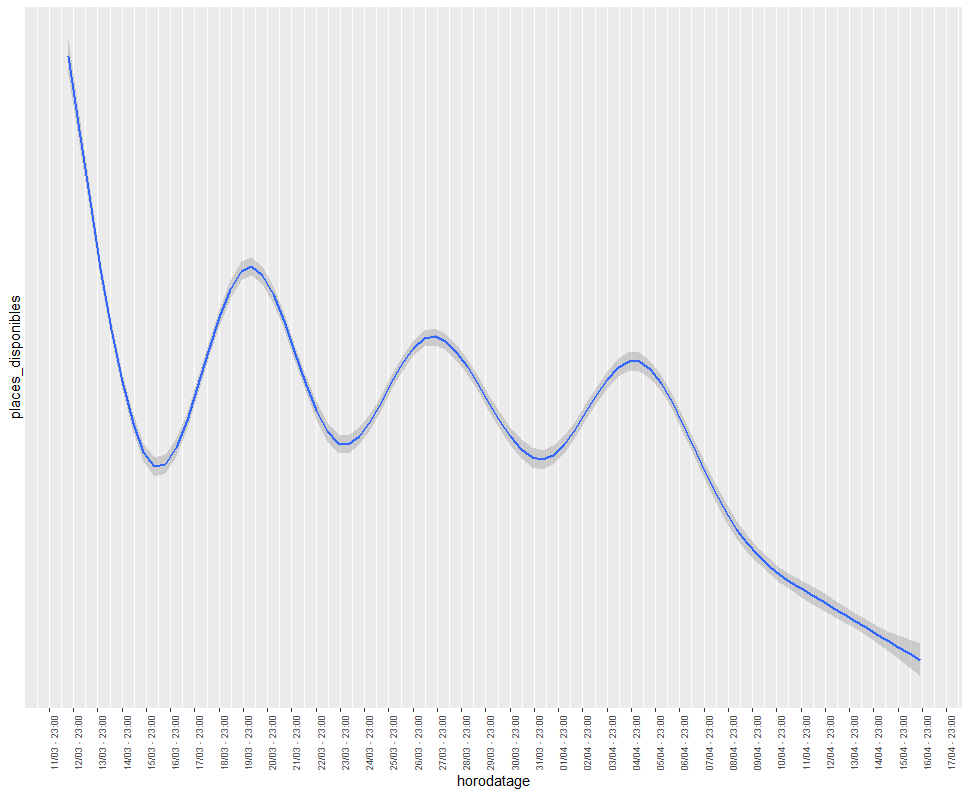 places_disponibles
11/03 - 23:00
12/03 - 23:00
13/03 - 23:00
14/03 - 23:00
15/03 - 23:00
16/03 - 23:00
17/03 - 23:00
18/03 - 23:00
19/03 - 23:00
20/03 - 23:00
21/03 - 23:00
22/03 - 23:00
23/03 - 23:00
24/03 - 23:00
25/03 - 23:00
26/03 - 23:00
27/03 - 23:00
28/03 - 23:00
29/03 - 23:00
30/03 - 23:00
31/03 - 23:00
01/04 - 23:00
02/04 - 23:00
03/04 - 23:00
04/04 - 23:00
05/04 - 23:00
06/04 - 23:00
07/04 - 23:00
08/04 - 23:00
09/04 - 23:00
10/04 - 23:00
11/04 - 23:00
12/04 - 23:00
13/04 - 23:00
14/04 - 23:00
15/04 - 23:00
16/04 - 23:00
17/04 - 23:00
horodatage